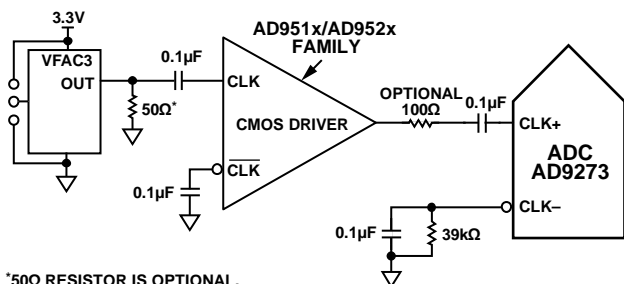 3.3V
VFAC3
OUT
50Ω*
0.1µF
AD951x/AD952x
FAMILY
CLK
CMOS DRIVER
CLK
0.1µF
OPTIONAL
100Ω
0.1µF
CLK+
ADC
AD9273
CLK–
0.1µF
39kΩ
*50Ω RESISTOR IS OPTIONAL.